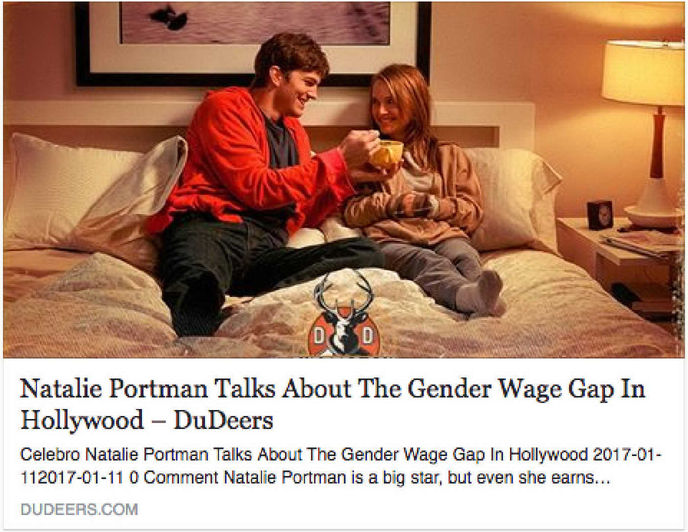 D D
Natalie Portman Talks About The Gender Wage Gap In
Hollywood – DuDeers
Celebro Natalie Portman Talks About The Gender Wage Gap In Hollywood 2017-01-
112017-01-11 0 Comment Natalie Portman is a big star, but even she earns...
DUDEERS.COM